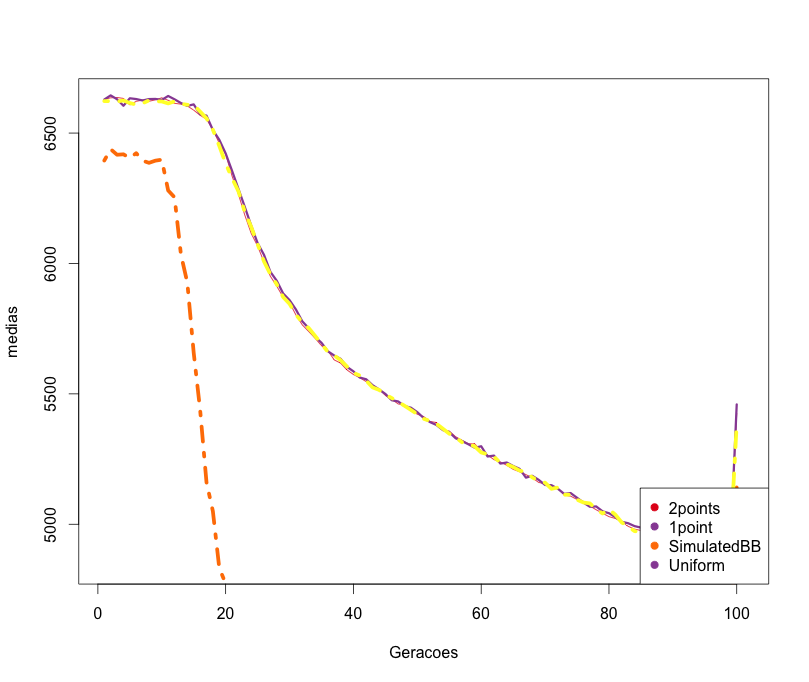 6500
6000
5500
5000
medias
2points
1point
SimulatedBB
Uniform
0 20 40 60 80 100
Geracoes